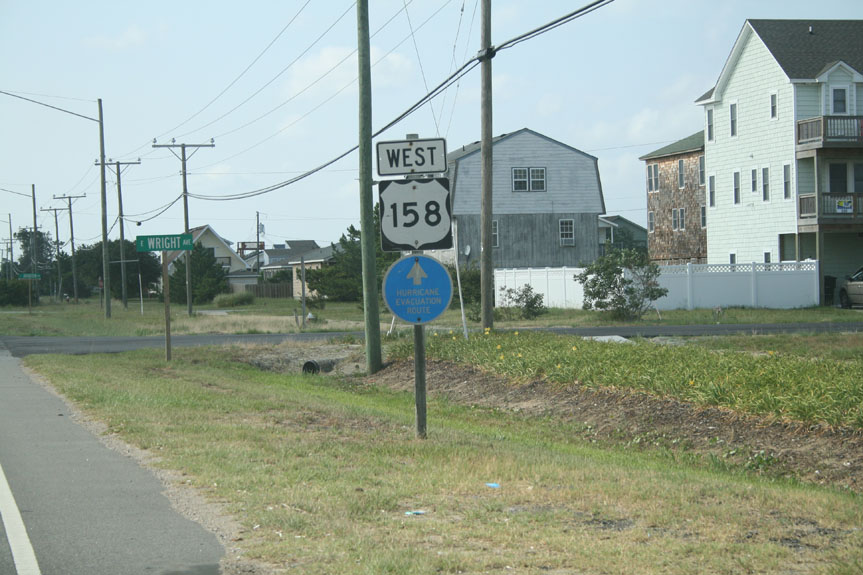 WEST
158
HURRICANE
EVACUATION
ROUTE
E WRIGHT AVE